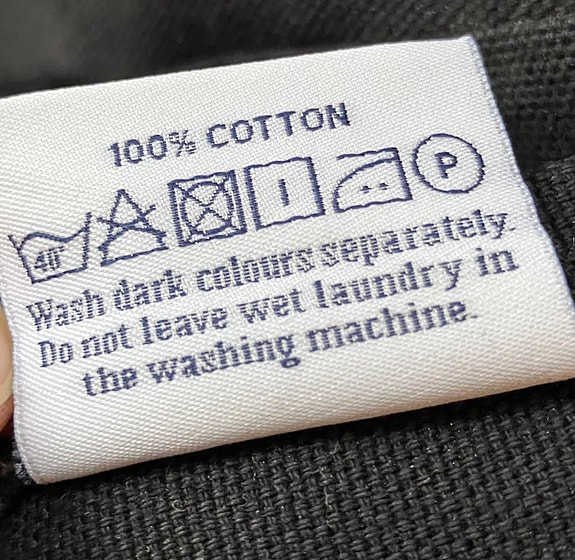 100% COTTON
40 P
Wash dark colours separately.
Do not leave wet laundry in
the washing machine.